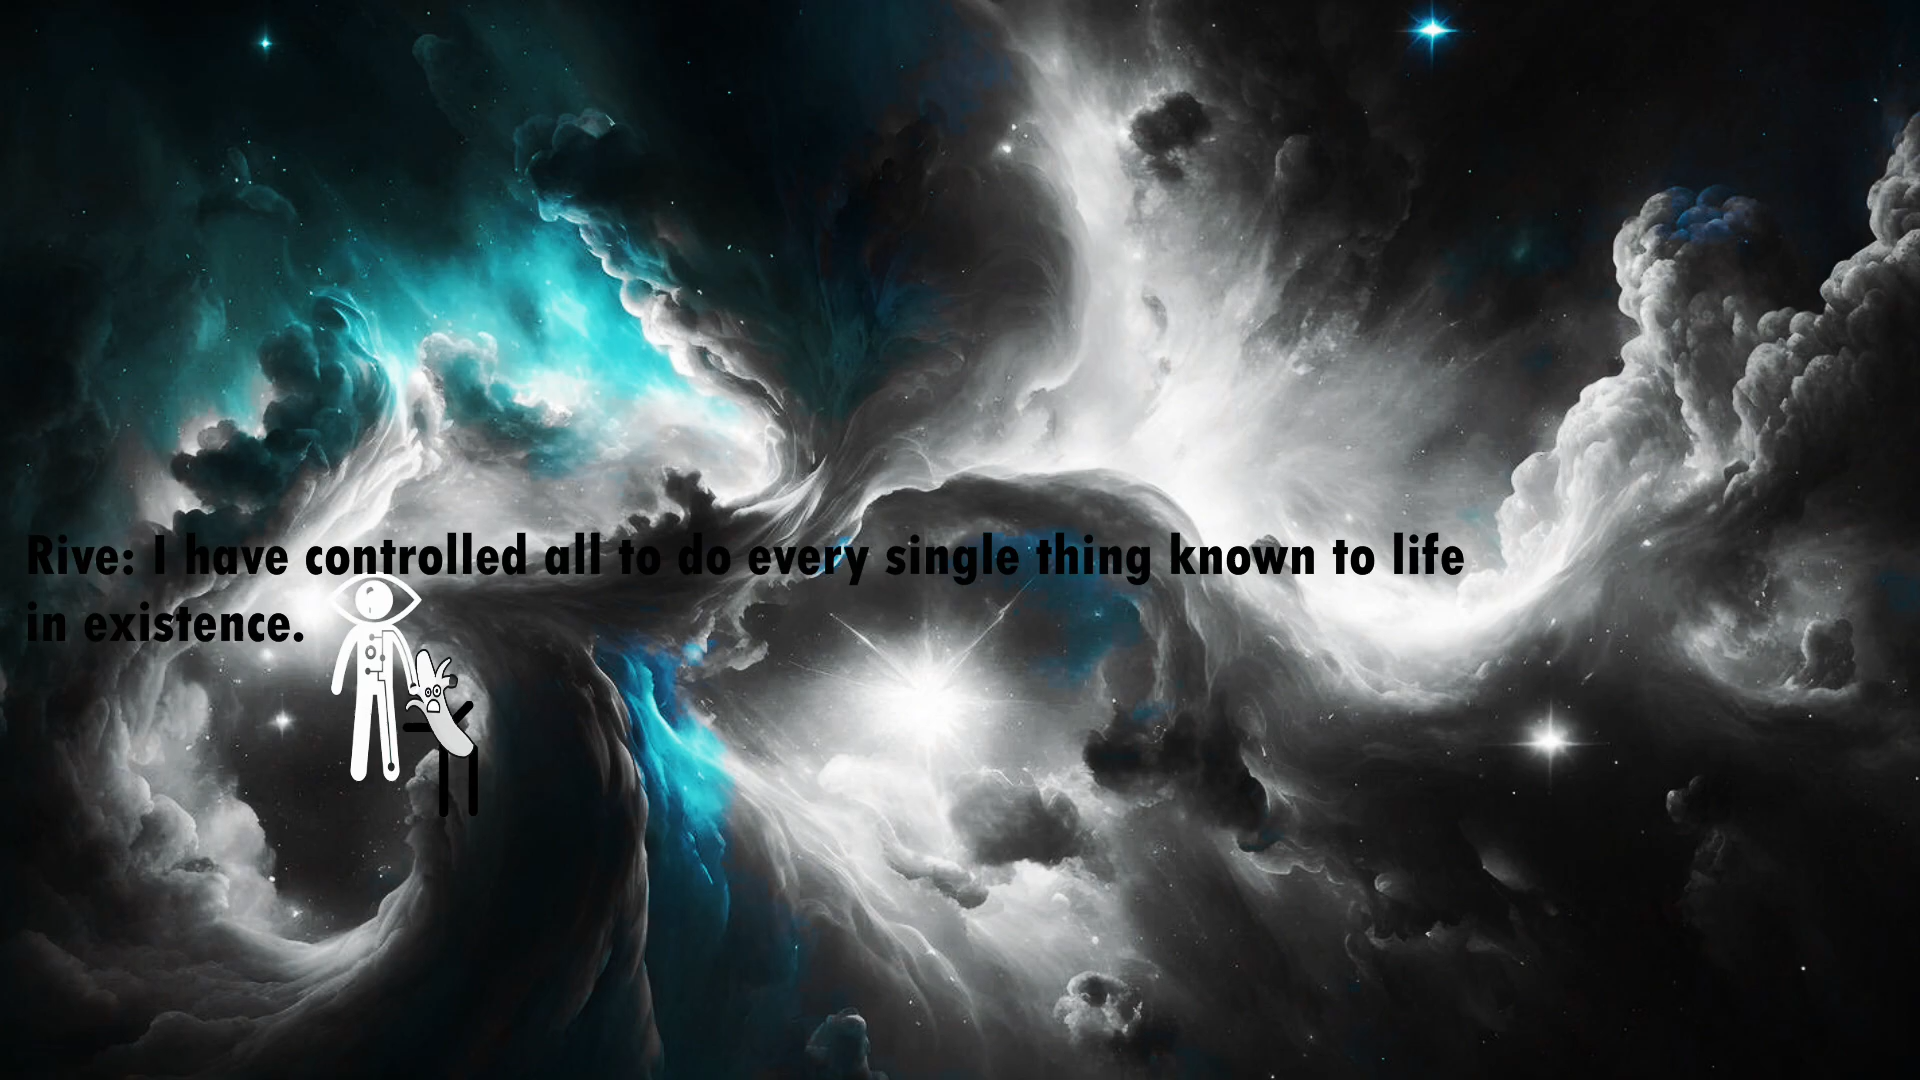 Rive: I have controlled all to do every single thing known to life
in existence.